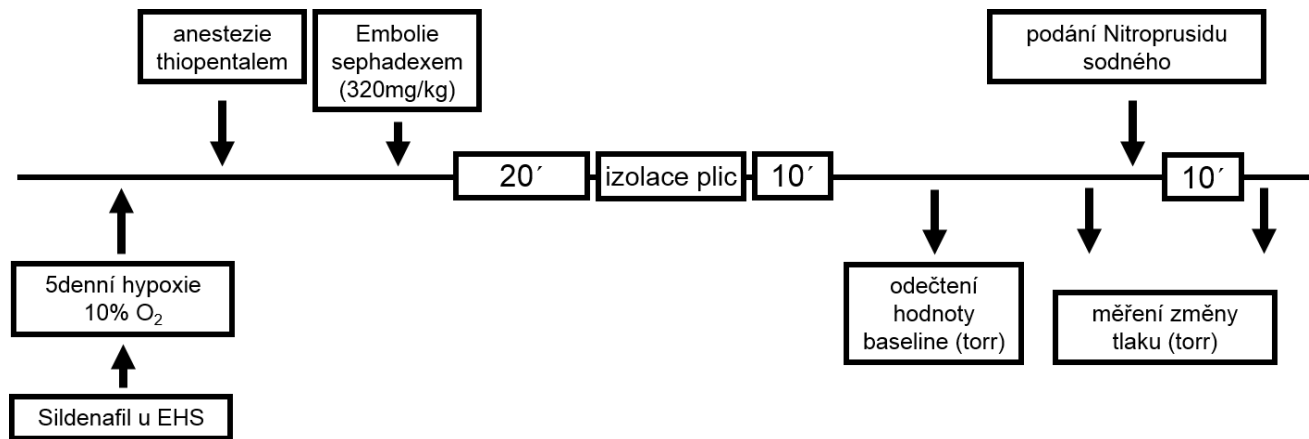 anestezie
thiopentalem
Embolie
sephadexem
(320mg/kg)
podání Nitroprusidu
sodného
20´
izolace plic
10´
10´
5denní hypoxie
10% O₂
odečtení
hodnoty
baseline (torr)
měření změny
tlaku (torr)
Sildenafil u EHS